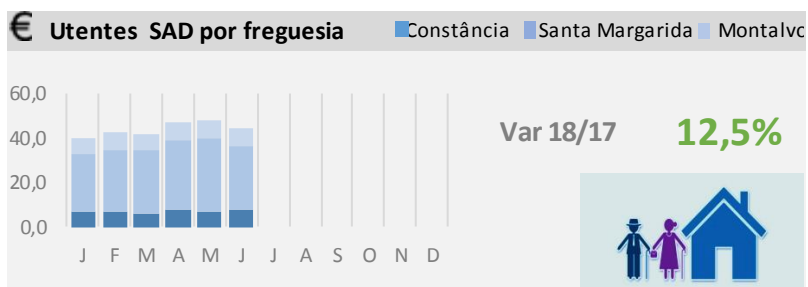 € Utentes SAD por freguesia Constância Santa Margarida Montalvo
60,0
40,0
20,0
0,0
J F M A M J J A S O N D
Var 18/17 12,5%